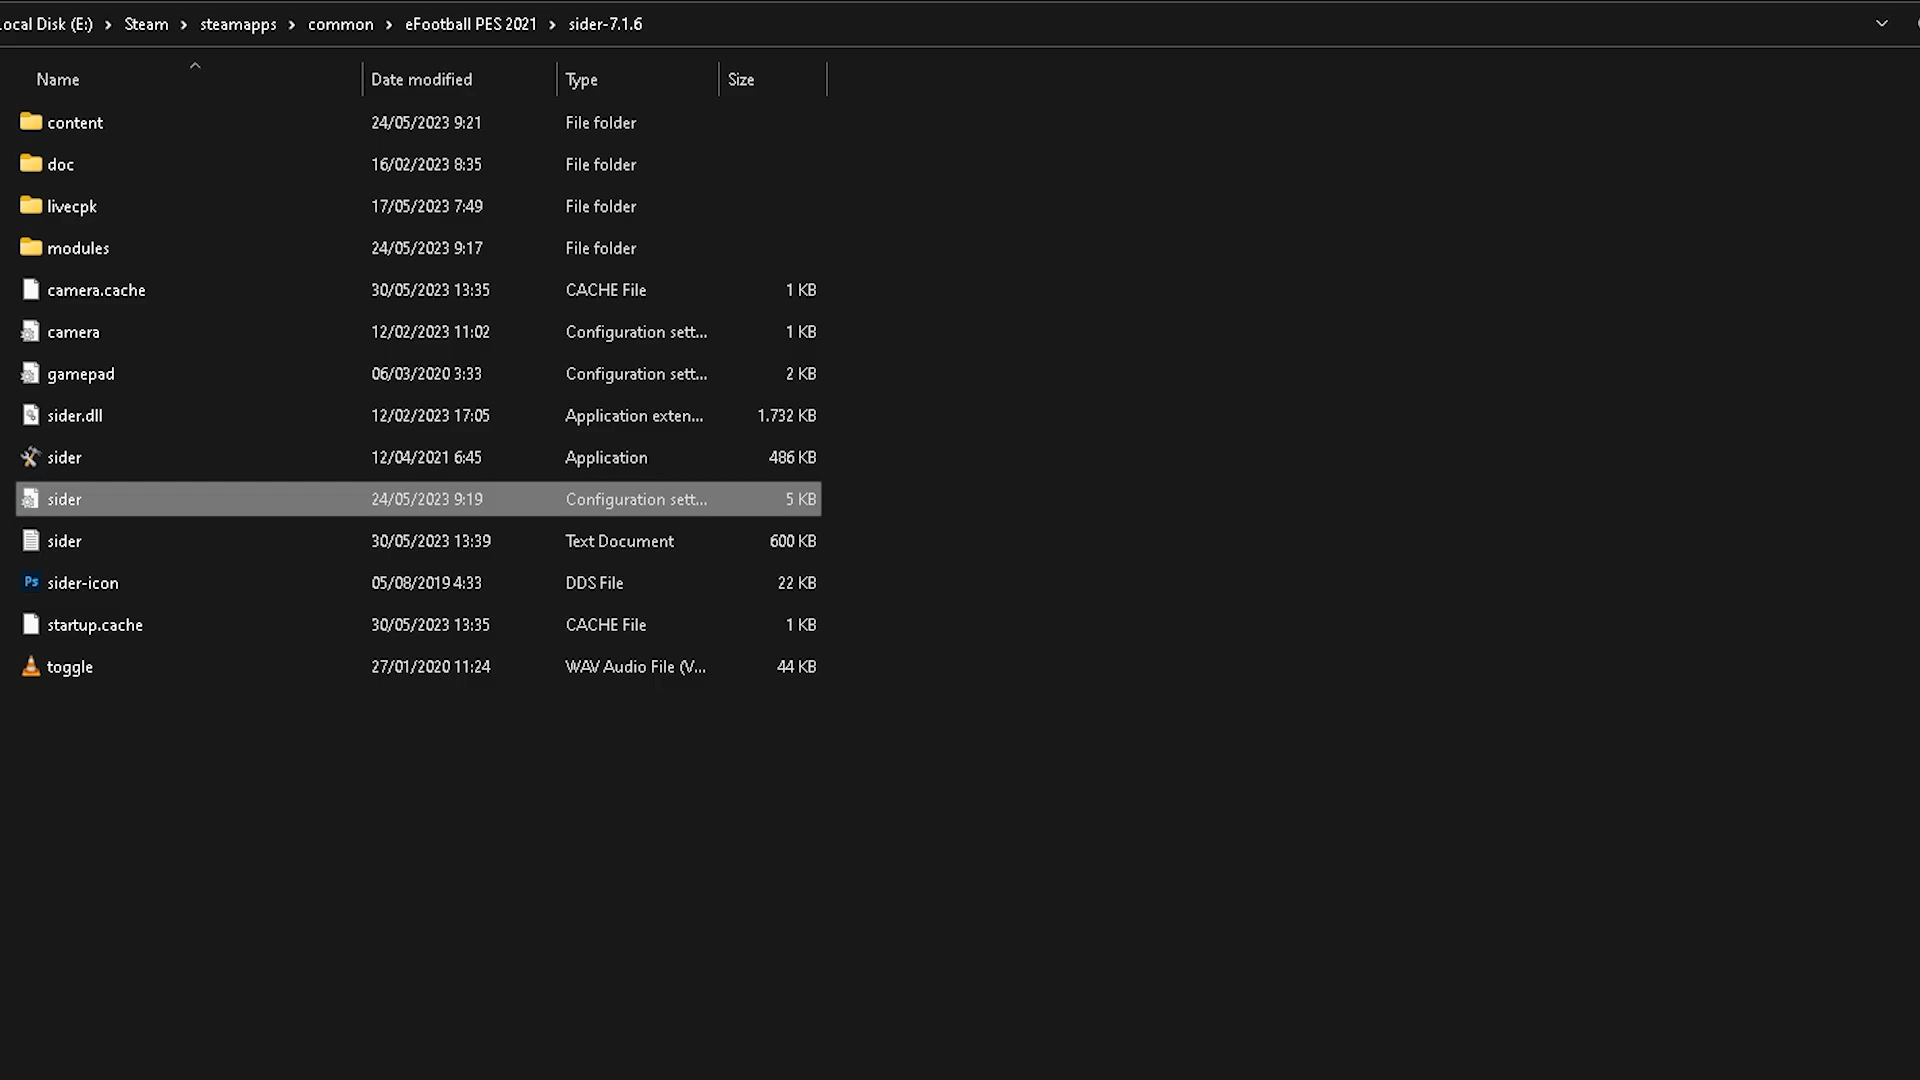 Local Disk (E:) > Steam > steamapps > common > eFootball PES 2021 > sider-7.1.6
Name Date modified Type Size
content 24/05/2023 9:21 File folder
doc 16/02/2023 8:35 File folder
livecpk 17/05/2023 7:49 File folder
modules 24/05/2023 9:17 File folder
camera.cache 30/05/2023 13:35 CACHE File 1 KB
camera 12/02/2023 11:02 Configuration sett... 1 KB
gamepad 06/03/2020 3:33 Configuration sett... 2 KB
sider.dll 12/02/2023 17:05 Application exten... 1.732 KB
sider 12/04/2021 6:45 Application 486 KB
sider 24/05/2023 9:19 Configuration sett... 5 KB
sider 30/05/2023 13:39 Text Document 600 KB
Ps sider-icon 05/08/2019 4:33 DDS File 22 KB
startup.cache 30/05/2023 13:35 CACHE File 1 KB
toggle 27/01/2020 11:24 WAV Audio File (V... 44 KB